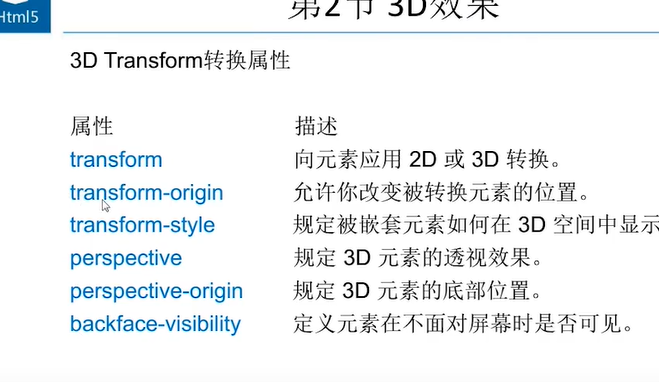 Html5
第2节 3D效果
3D Transform转换属性
属性 描述
transform 向元素应用 2D 或 3D 转换。
transform-origin 允许你改变被转换元素的位置。
transform-style 规定被嵌套元素如何在 3D 空间中显示
perspective 规定 3D 元素的透视效果。
perspective-origin 规定 3D 元素的底部位置。
backface-visibility 定义元素在不面对屏幕时是否可见。